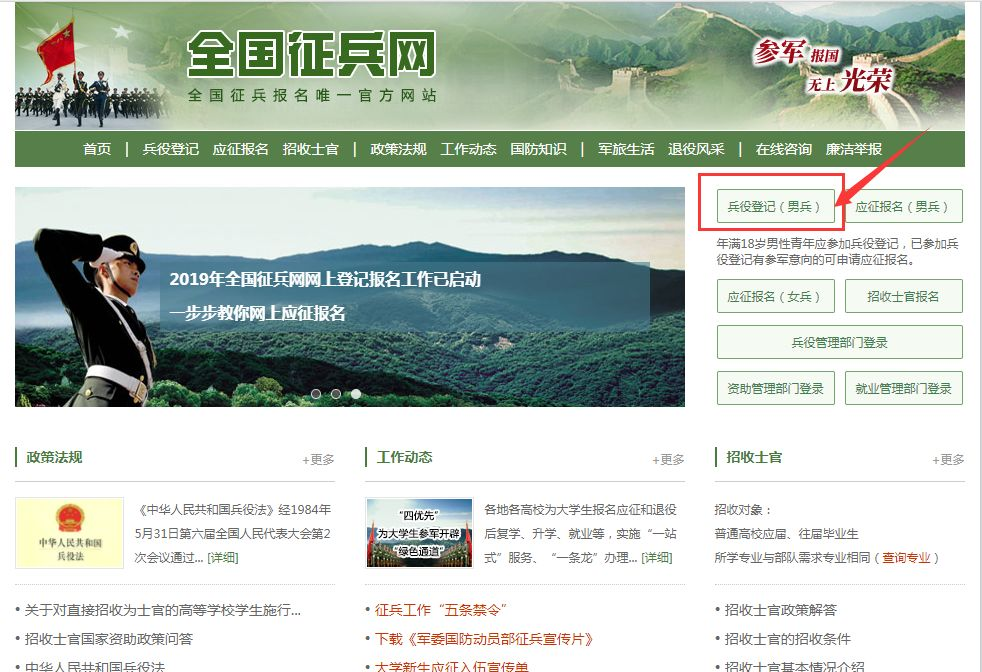 全国征兵网
全国征兵报名唯一官方网站
参军 报国
无上 光荣
首页 | 兵役登记 应征报名 招收士官 | 政策法规 工作动态 国防知识 | 军旅生活 退役风采 | 在线咨询 廉洁举报
2019年全国征兵网网上登记报名工作已启动
一步步教你网上应征报名
兵役登记（男兵）
应征报名（男兵）
年满18岁男性青年应参加兵役登记，已参加兵
役登记有参军意向的可申请应征报名。
应征报名（女兵）
招收士官报名
兵役管理部门登录
资助管理部门登录
就业管理部门登录
政策法规
+更多
中华人民共和国
兵役法
《中华人民共和国兵役法》经1984年
5月31日第六届全国人民代表大会第2
次会议通过... [详细]
• 关于对直接招收为士官的高等学校学生施行...
• 招收士官国家资助政策问答
• 中华人民共和国兵役法
工作动态
+更多
“四优先”
为大学生参军开辟
“绿色通道”
各地各高校为大学生报名应征和退役
后复学、升学、就业等，实施“一站
式”服务、“一条龙”办理... [详细]
• 征兵工作“五条禁令”
• 下载《军委国防动员部征兵宣传片》
• 大学新生应征入伍宣传单
招收士官
+更多
招收对象：
普通高校应届、往届毕业生
所学专业与部队需求专业相同（查询专业）
• 招收士官政策解答
• 招收士官的招收条件
• 招收士官基本情况介绍